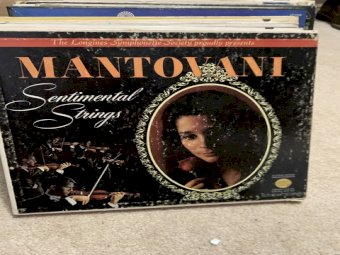 The Longines Symphonette Society proudly presents
MANTOVANI
Sentimental
Strings